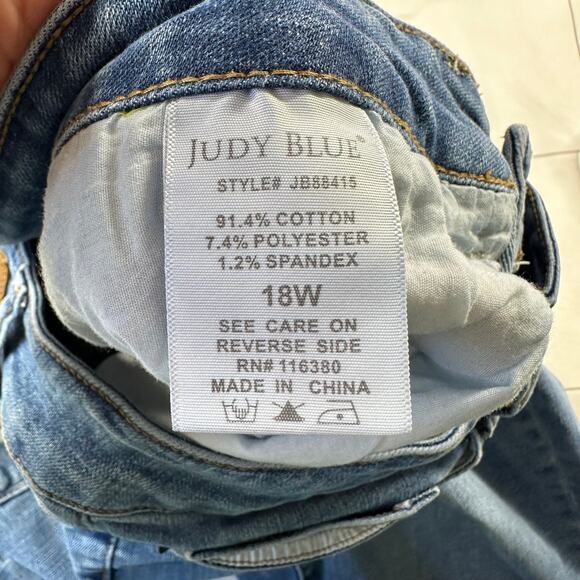 JUDY BLUE®
STYLE# JB88415
91.4% COTTON
7.4% POLYESTER
1.2% SPANDEX
18W
SEE CARE ON
REVERSE SIDE
RN# 116380
MADE IN CHINA